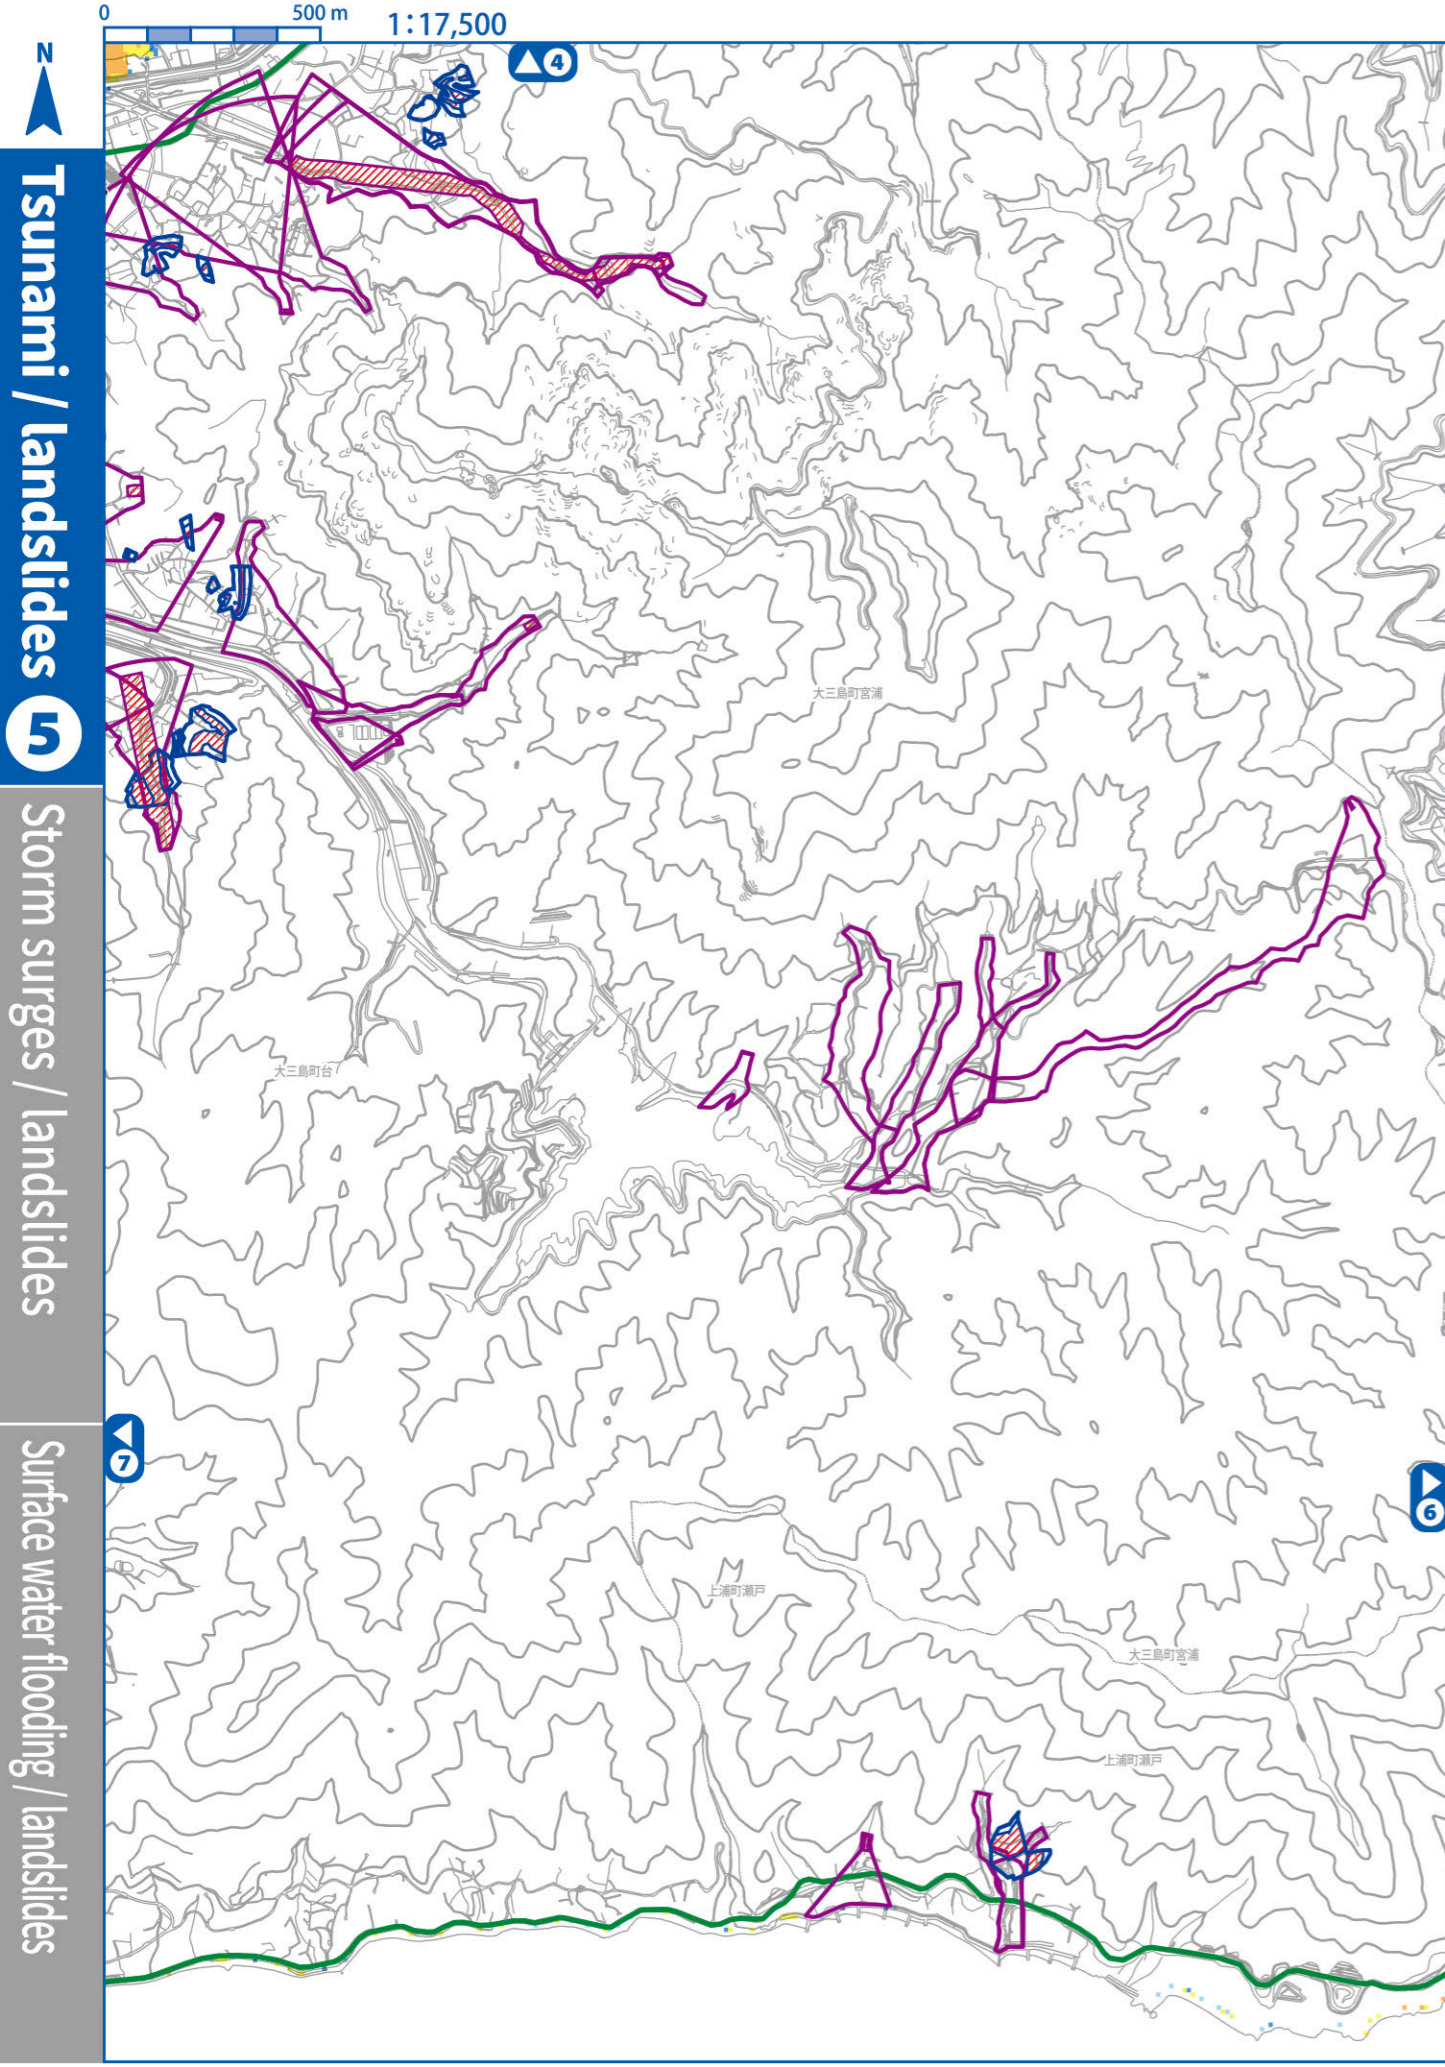 0 500 m 1:17,500
N
4
Tsunami / landslides 5
Storm surges / landslides
Surface water flooding / landslides
大三島町宮浦
大三島町台
7
6
上浦町瀬戸
大三島町宮浦
上浦町瀬戸